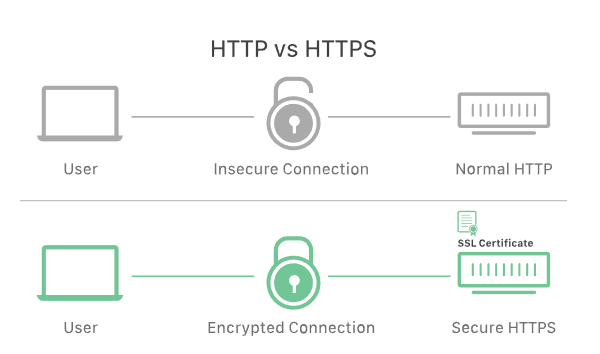 HTTP vs HTTPS
User
Insecure Connection
Normal HTTP
SSL Certificate
User
Encrypted Connection
Secure HTTPS